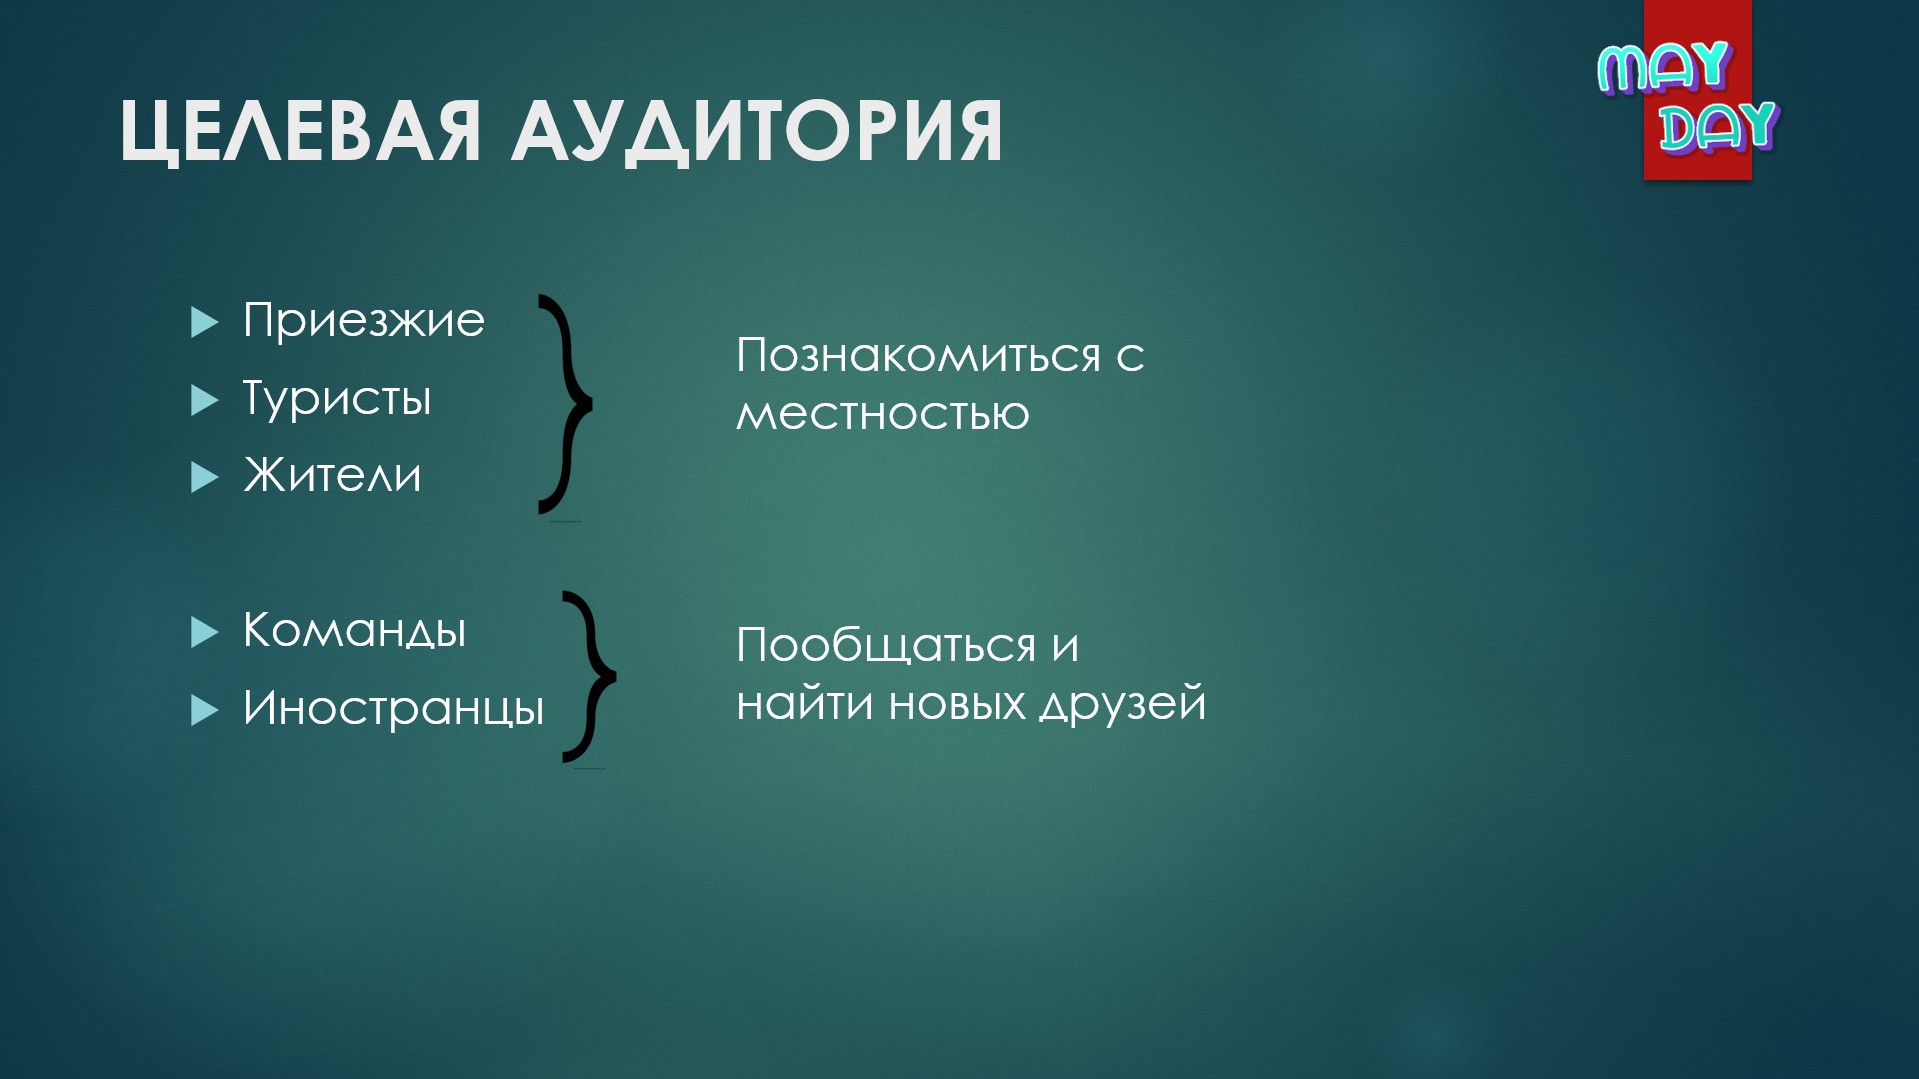 ЦЕЛЕВАЯ АУДИТОРИЯ
MAY
DAY
Приезжие
Туристы
Жители
Познакомиться с
местностью
Команды
Иностранцы
Пообщаться и
найти новых друзей